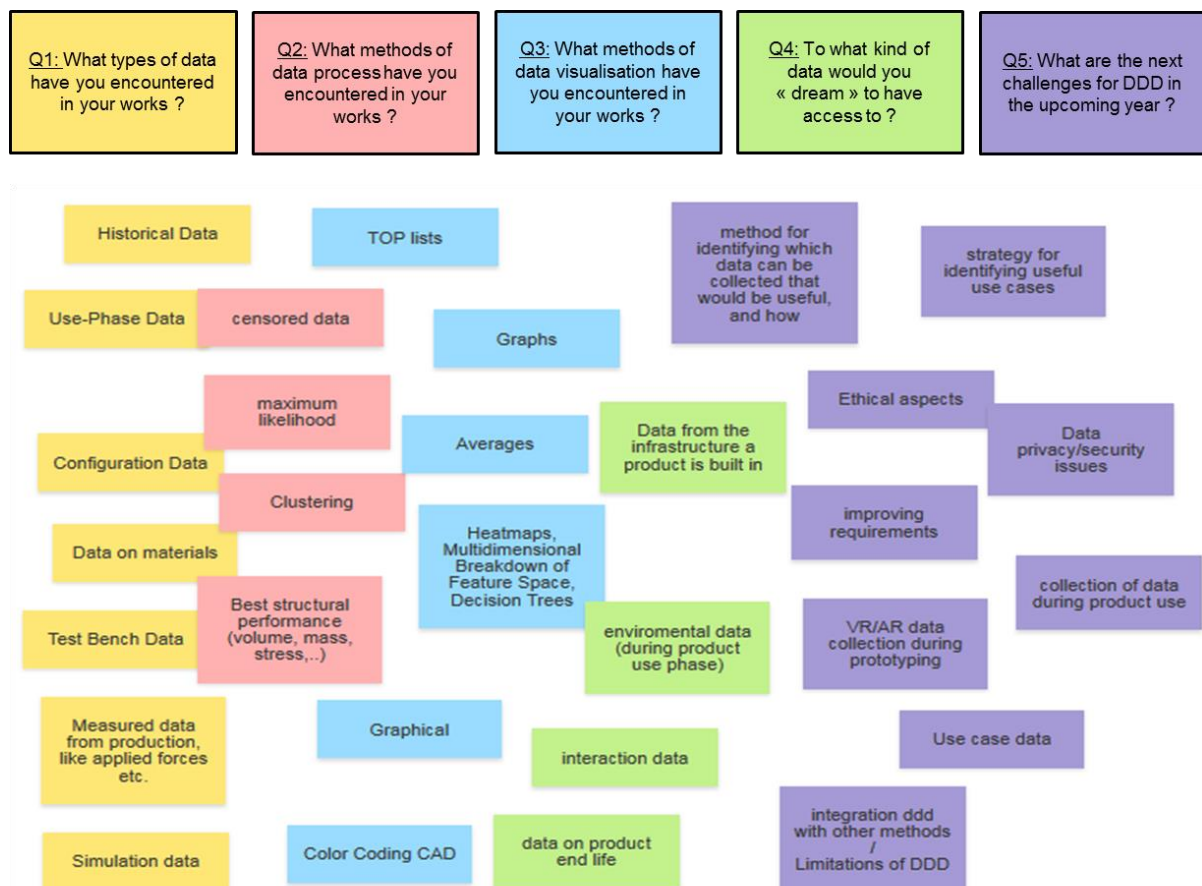 Q1: What types of data
have you encountered
in your works ?
Q2: What methods of
data process have you
encountered in your
works ?
Q3: What methods of
data visualisation have
you encountered in
your works ?
Q4: To what kind of
data would you
« dream » to have
access to ?
Q5: What are the next
challenges for DDD in
the upcoming year ?
Historical Data
TOP lists
method for
identifying which
data can be
collected that
would be useful,
and how
strategy for
identifying useful
use cases
Use-Phase Data
censored data
Graphs
maximum
likelihood
Averages
Data from the
infrastructure a
product is built in
Ethical aspects
Data
privacy/security
issues
Configuration Data
Clustering
improving
requirements
Data on materials
Heatmaps,
Multidimensional
Breakdown of
Feature Space,
Decision Trees
collection of data
during product use
Test Bench Data
Best structural
performance
(volume, mass,
stress,..)
enviromental data
(during product
use phase)
VR/AR data
collection during
prototyping
Measured data
from production,
like applied forces
etc.
Graphical
interaction data
Use case data
Simulation data
Color Coding CAD
data on product
end life
integration ddd
with other methods
/
Limitations of DDD